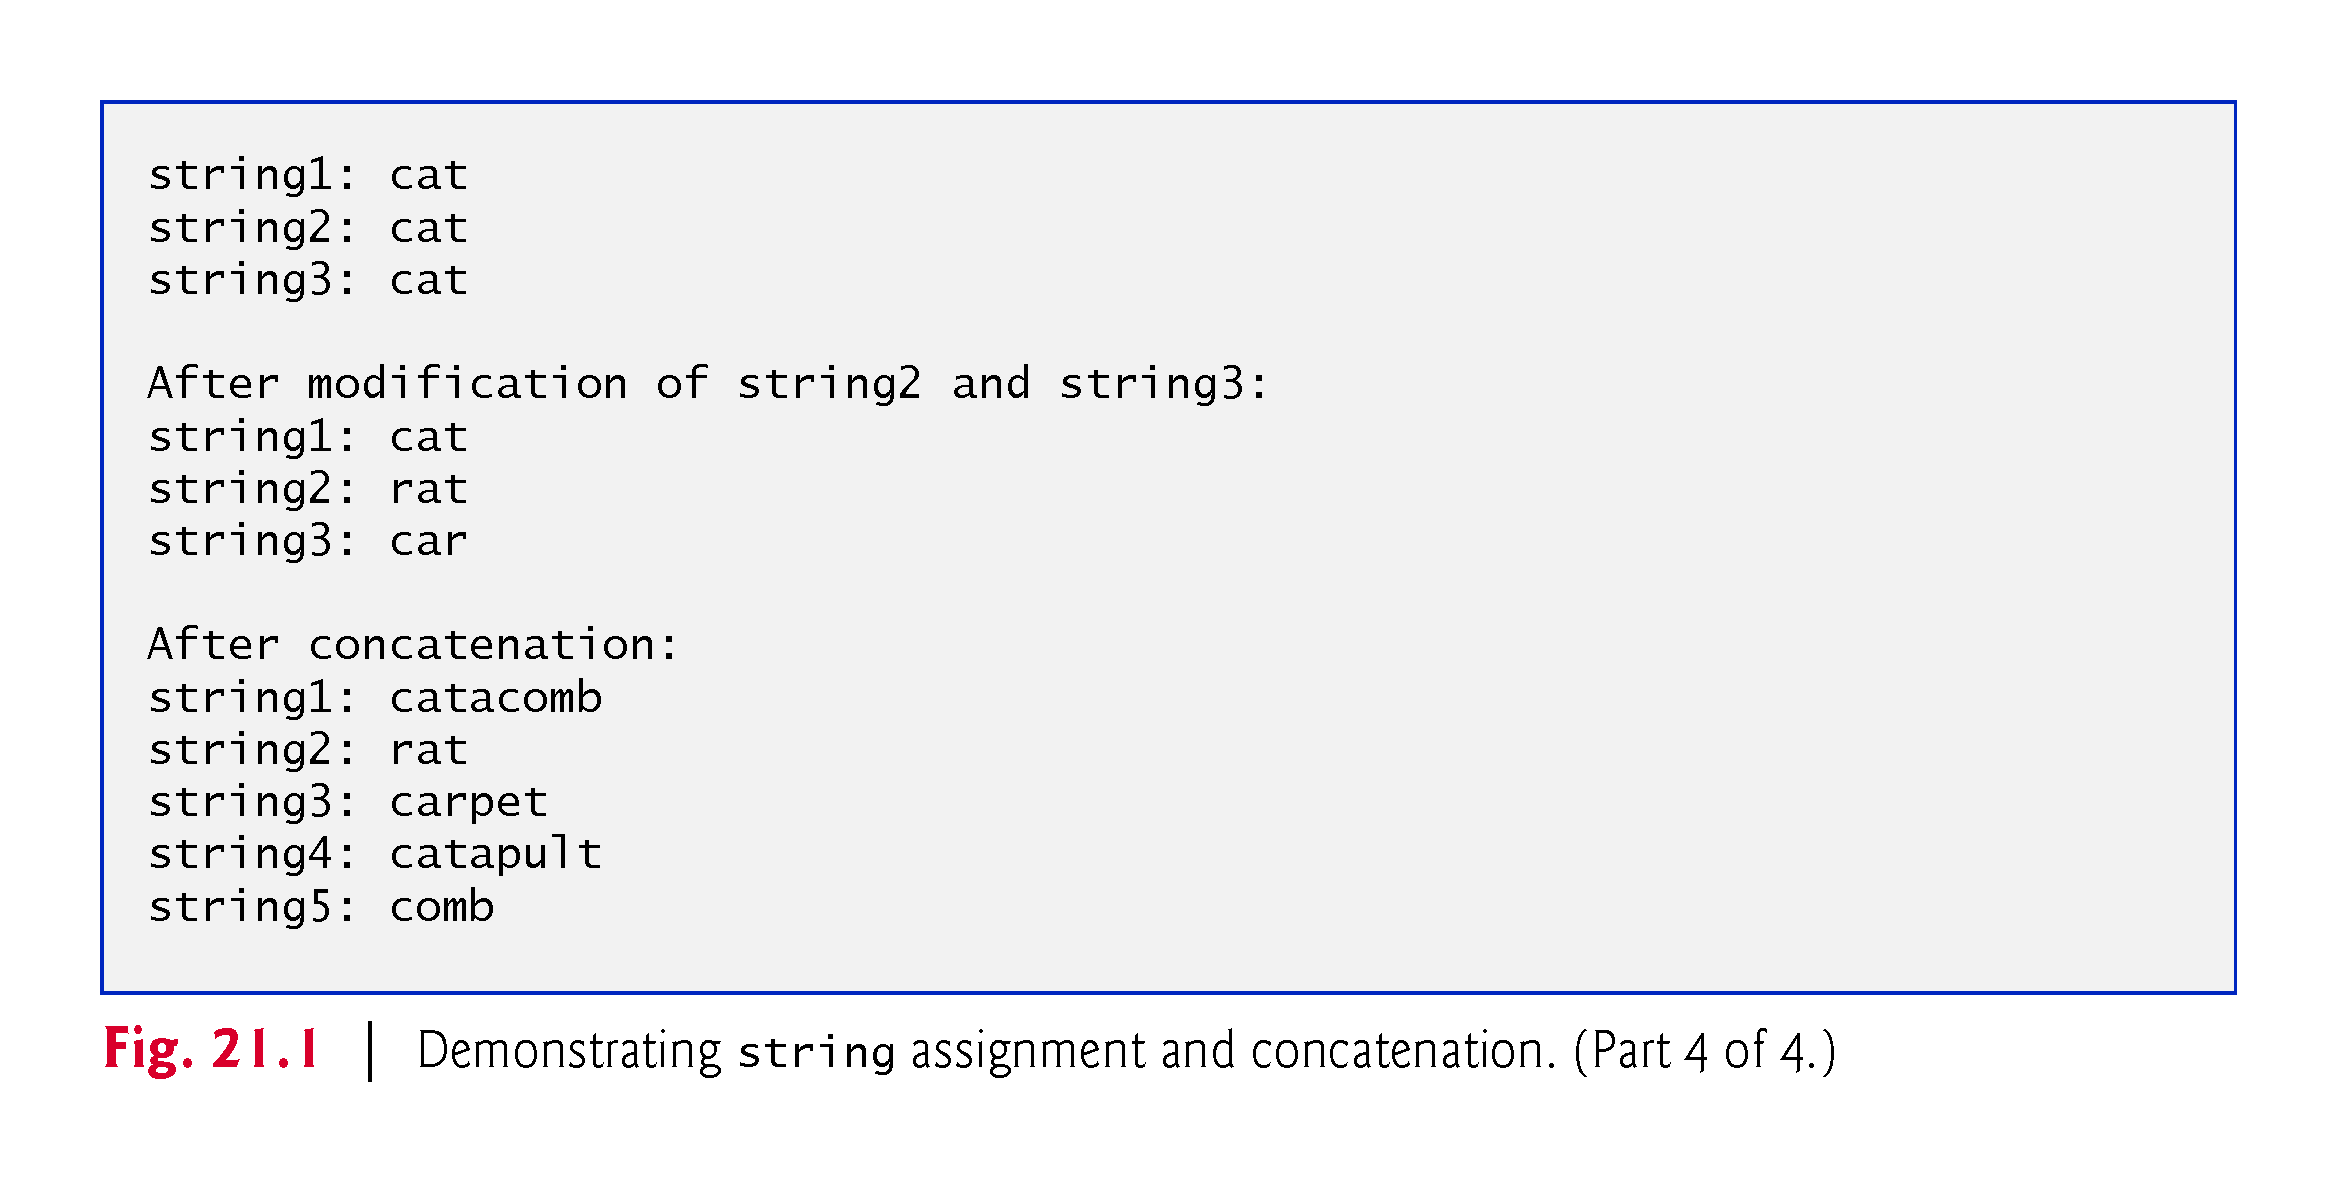 string1: cat
string2: cat
string3: cat
After modification of string2 and string3:
string1: cat
string2: rat
string3: car
After concatenation:
string1: catacomb
string2: rat
string3: carpet
string4: catapult
string5: comb
Fig. 21.1 | Demonstrating string assignment and concatenation. (Part 4 of 4.)